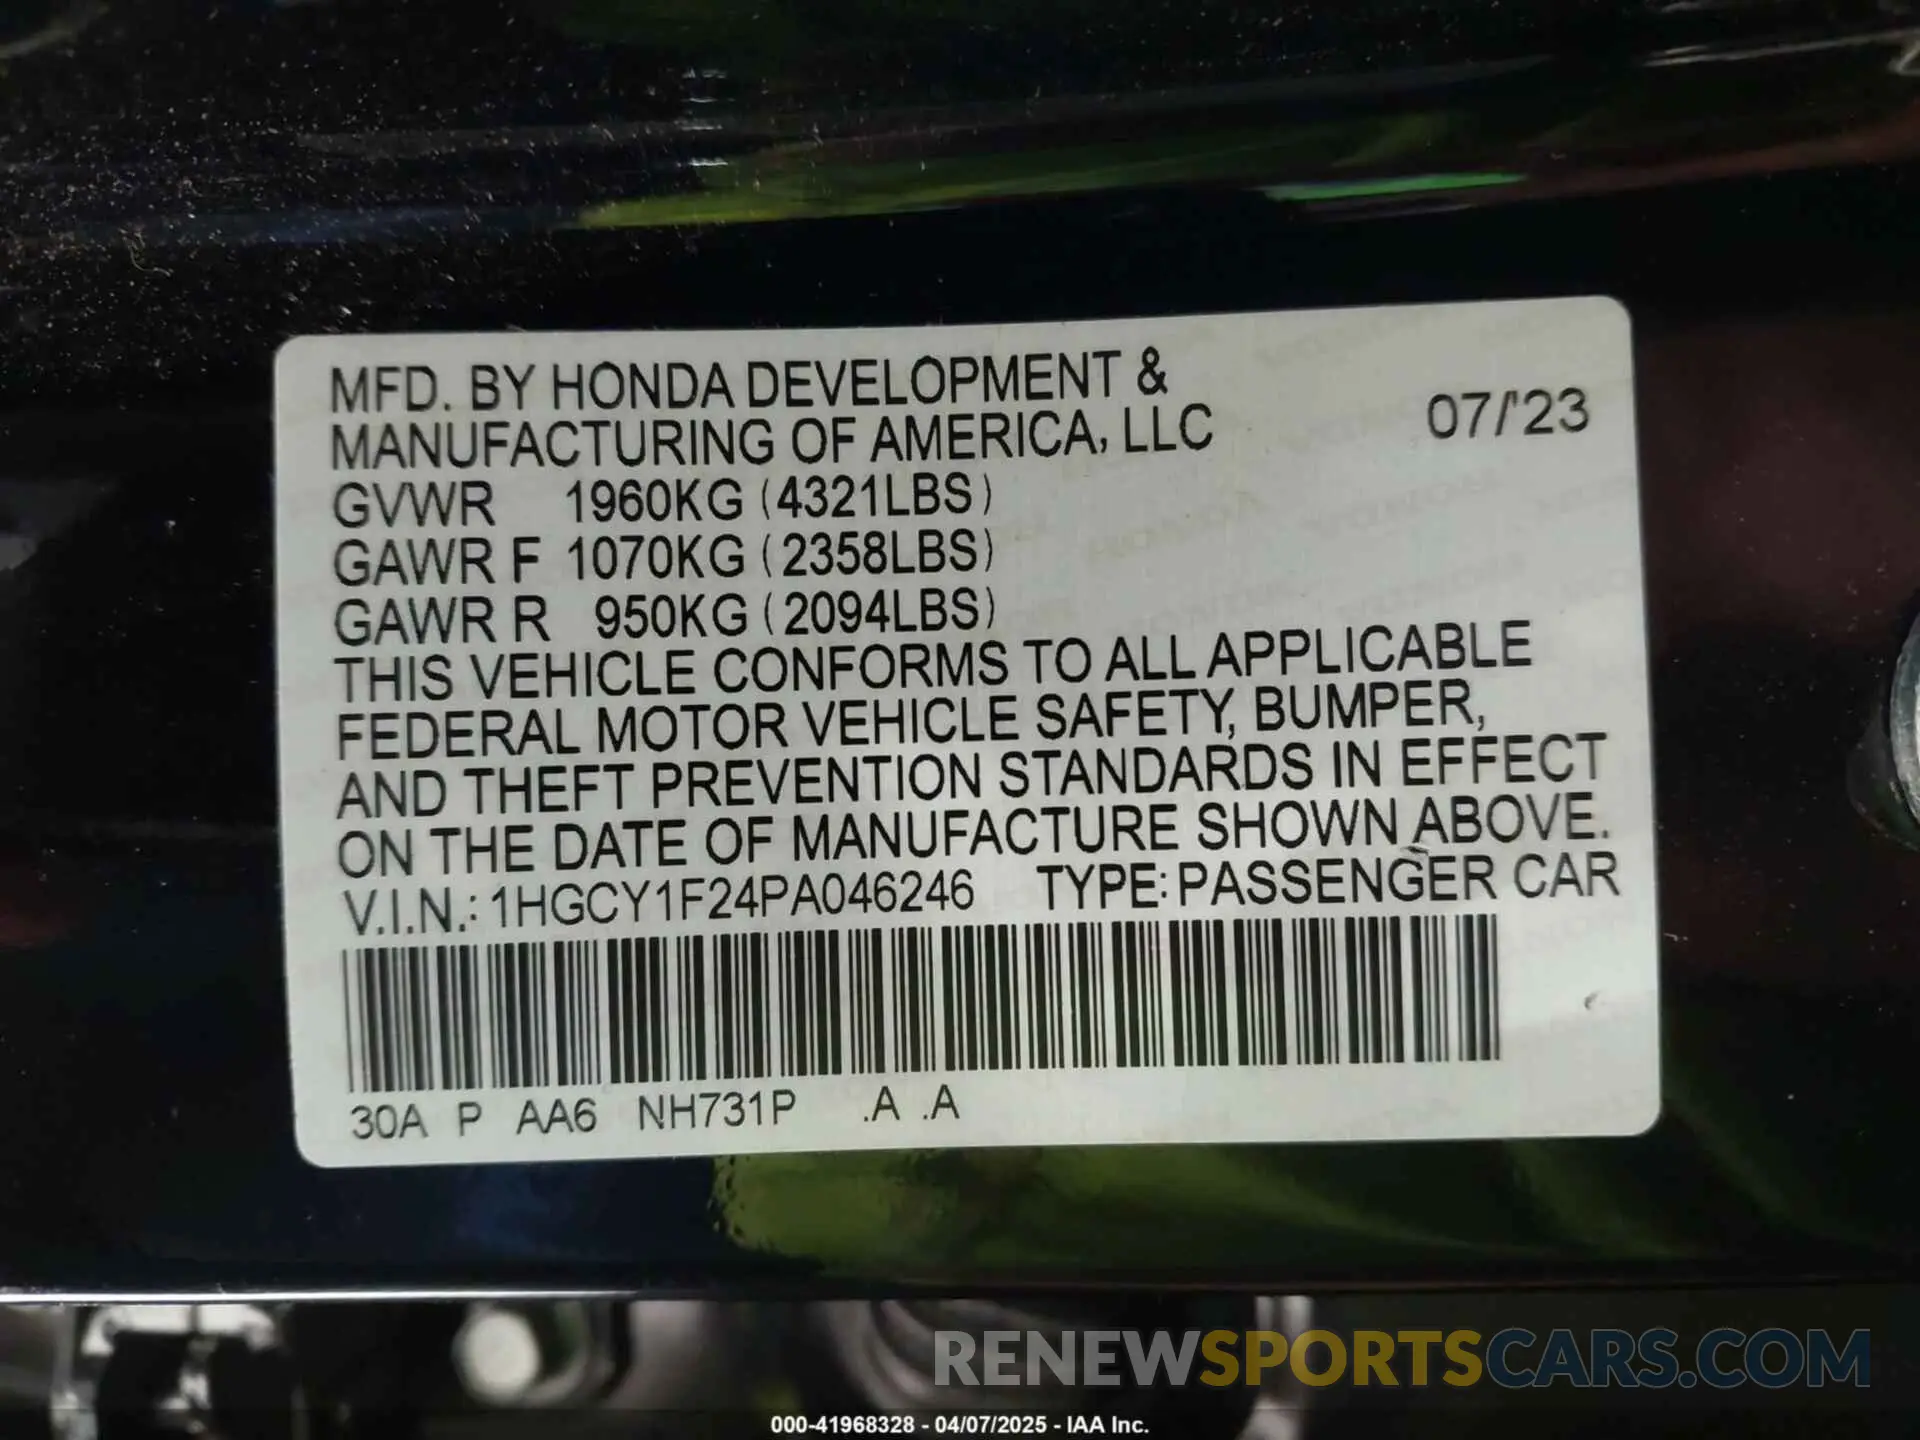 MFD. BY HONDA DEVELOPMENT &
MANUFACTURING OF AMERICA, LLC 07/'23
GVWR 1960KG (4321LBS)
GAWR F 1070KG (2358LBS)
GAWR R 950KG (2094LBS)
THIS VEHICLE CONFORMS TO ALL APPLICABLE
FEDERAL MOTOR VEHICLE SAFETY, BUMPER,
AND THEFT PREVENTION STANDARDS IN EFFECT
ON THE DATE OF MANUFACTURE SHOWN ABOVE.
V.I.N.: 1HGCY1F24PA046246 TYPE: PASSENGER CAR
30A P AA6 NH731P .A .A
RENEWSPORTSCARS.COM
000-41968328 - 04/07/2025 - IAA Inc.